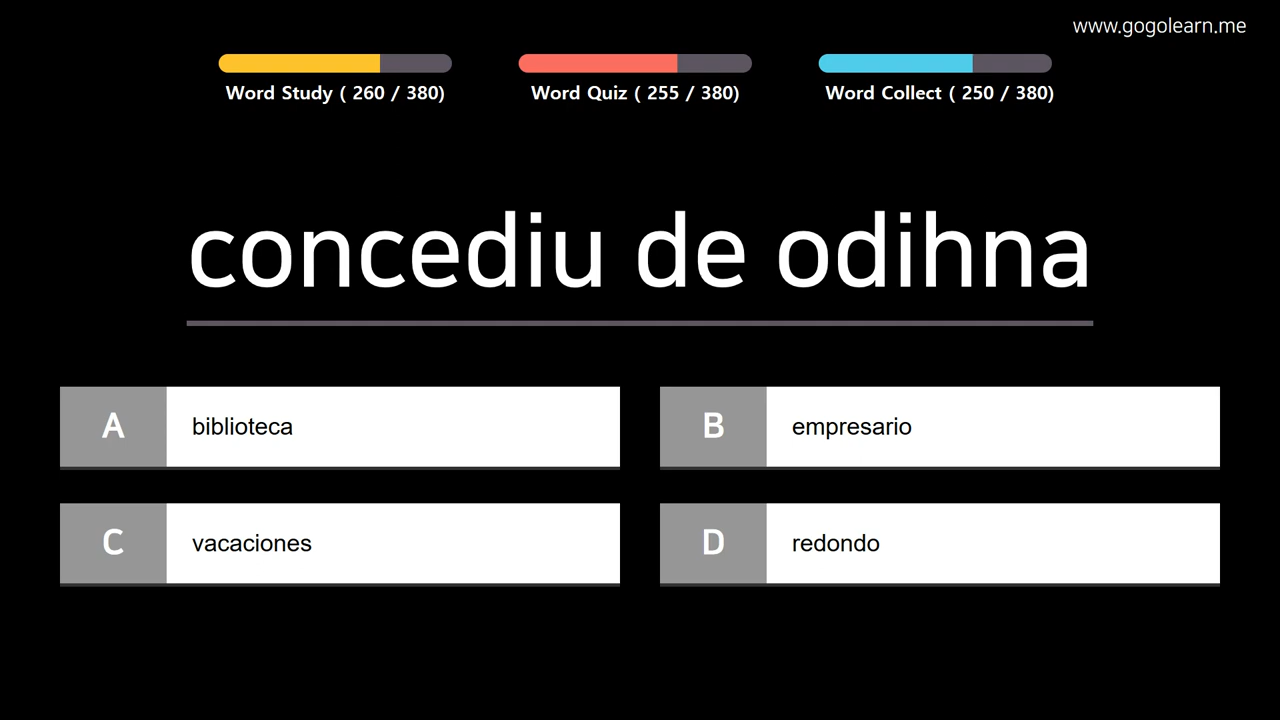 www.gogolearn.me
Word Study ( 260 / 380)
Word Quiz ( 255 / 380)
Word Collect ( 250 / 380)
concediu de odihna
A biblioteca
B empresario
C vacaciones
D redondo